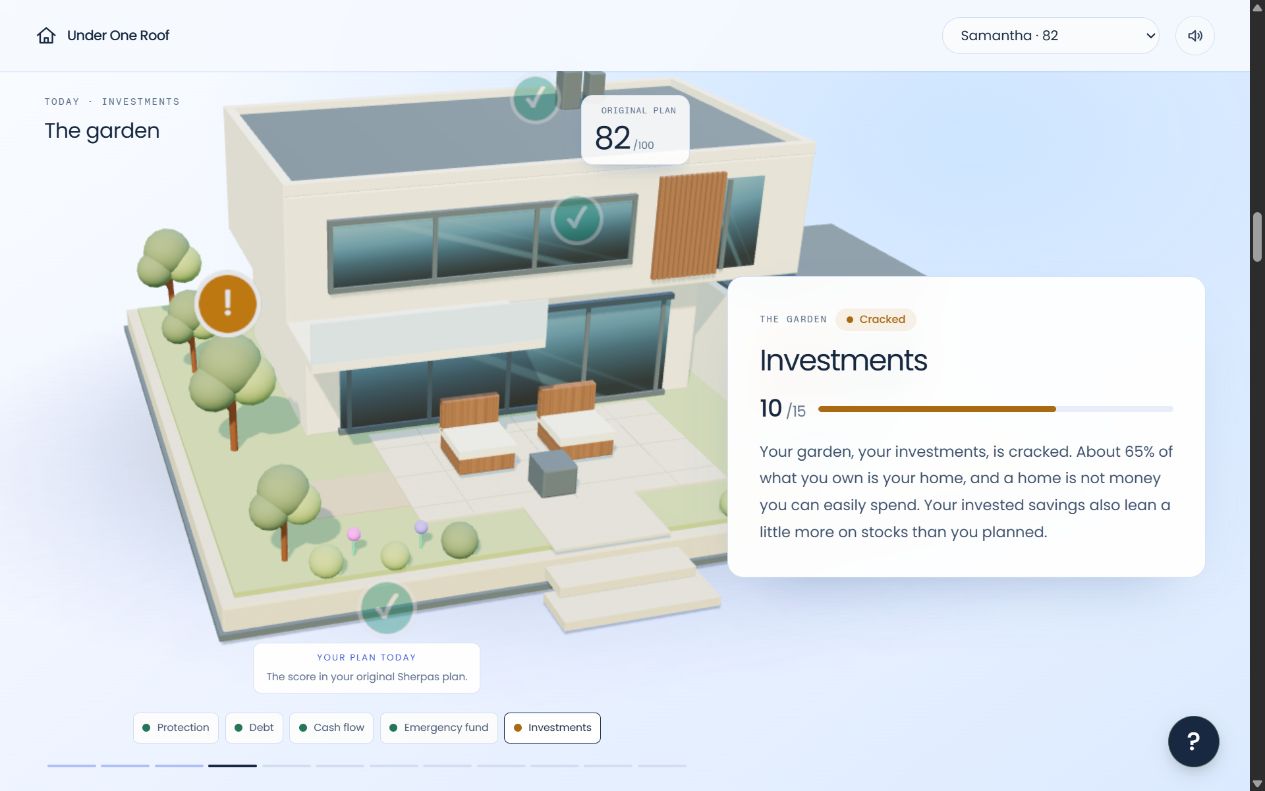 Under One Roof
Samantha · 82
TODAY · INVESTMENTS
The garden
ORIGINAL PLAN
82 /100
!
THE GARDEN
Cracked
Investments
10 /15
Your garden, your investments, is cracked. About 65% of
what you own is your home, and a home is not money
you can easily spend. Your invested savings also lean a
little more on stocks than you planned.
YOUR PLAN TODAY
The score in your original Sherpas plan.
Protection
Debt
Cash flow
Emergency fund
Investments
?